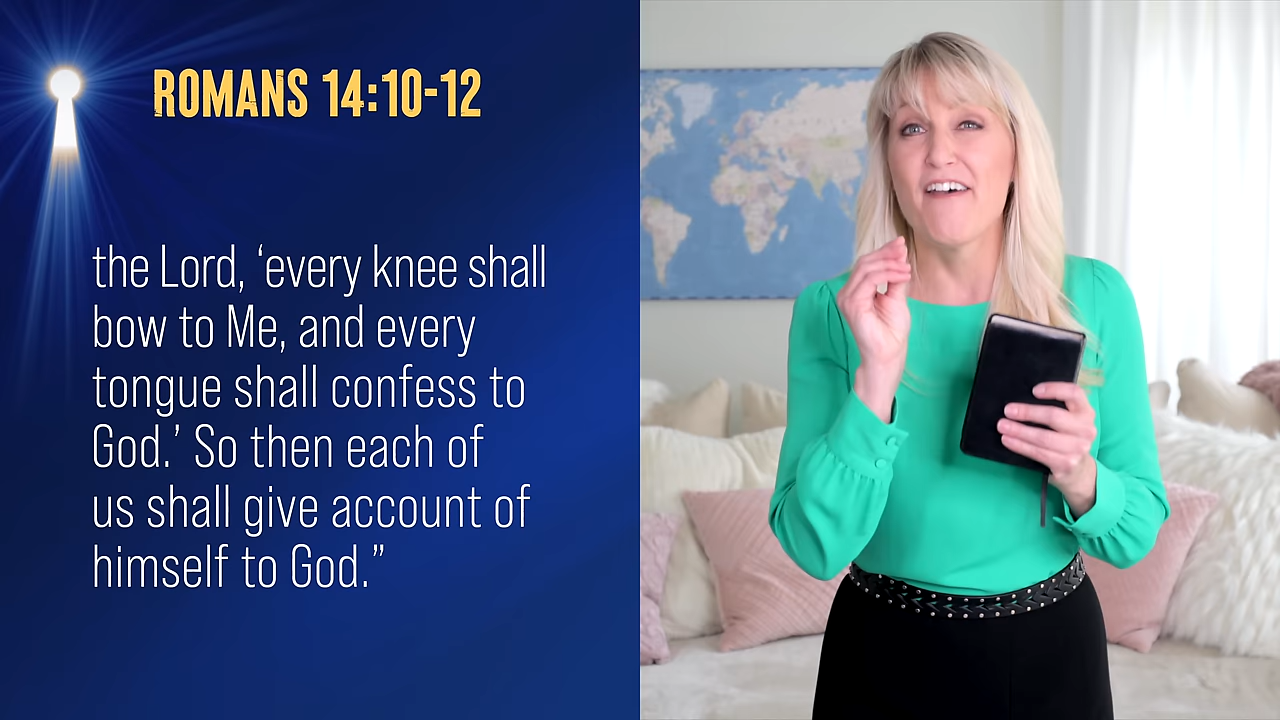 ROMANS 14:10-12
the Lord, ‘every knee shall
bow to Me, and every
tongue shall confess to
God.’ So then each of
us shall give account of
himself to God.”